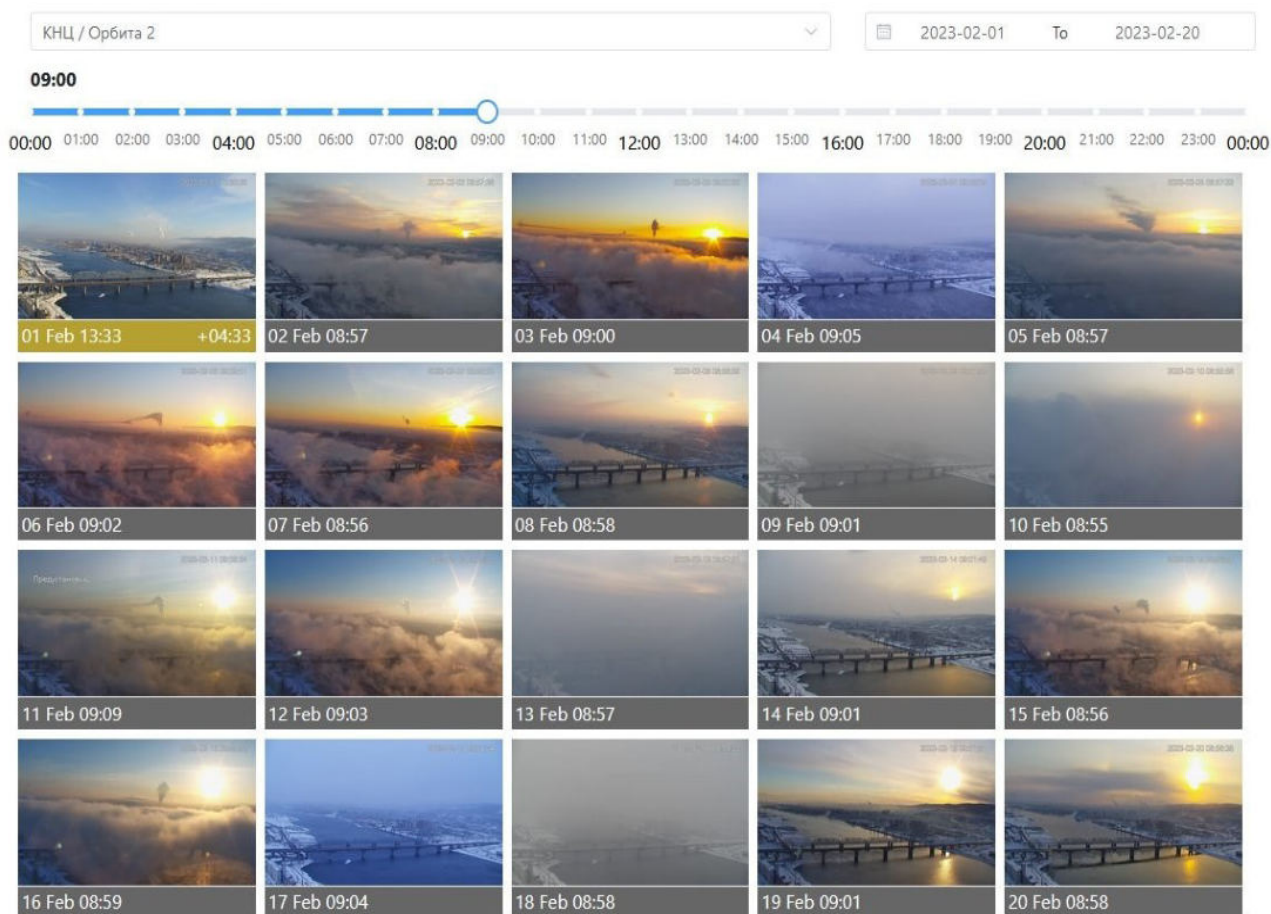 КНЦ / Орбита 2
2023-02-01 To 2023-02-20
09:00
00:00 01:00 02:00 03:00 04:00 05:00 06:00 07:00 08:00 09:00 10:00 11:00 12:00 13:00 14:00 15:00 16:00 17:00 18:00 19:00 20:00 21:00 22:00 23:00 00:00
01 Feb 13:33 +04:33 02 Feb 08:57 03 Feb 09:00 04 Feb 09:05 05 Feb 08:57
06 Feb 09:02 07 Feb 08:56 08 Feb 08:58 09 Feb 09:01 10 Feb 08:55
11 Feb 09:09 12 Feb 09:03 13 Feb 08:57 14 Feb 09:01 15 Feb 08:56
16 Feb 08:59 17 Feb 09:04 18 Feb 08:58 19 Feb 09:01 20 Feb 08:58